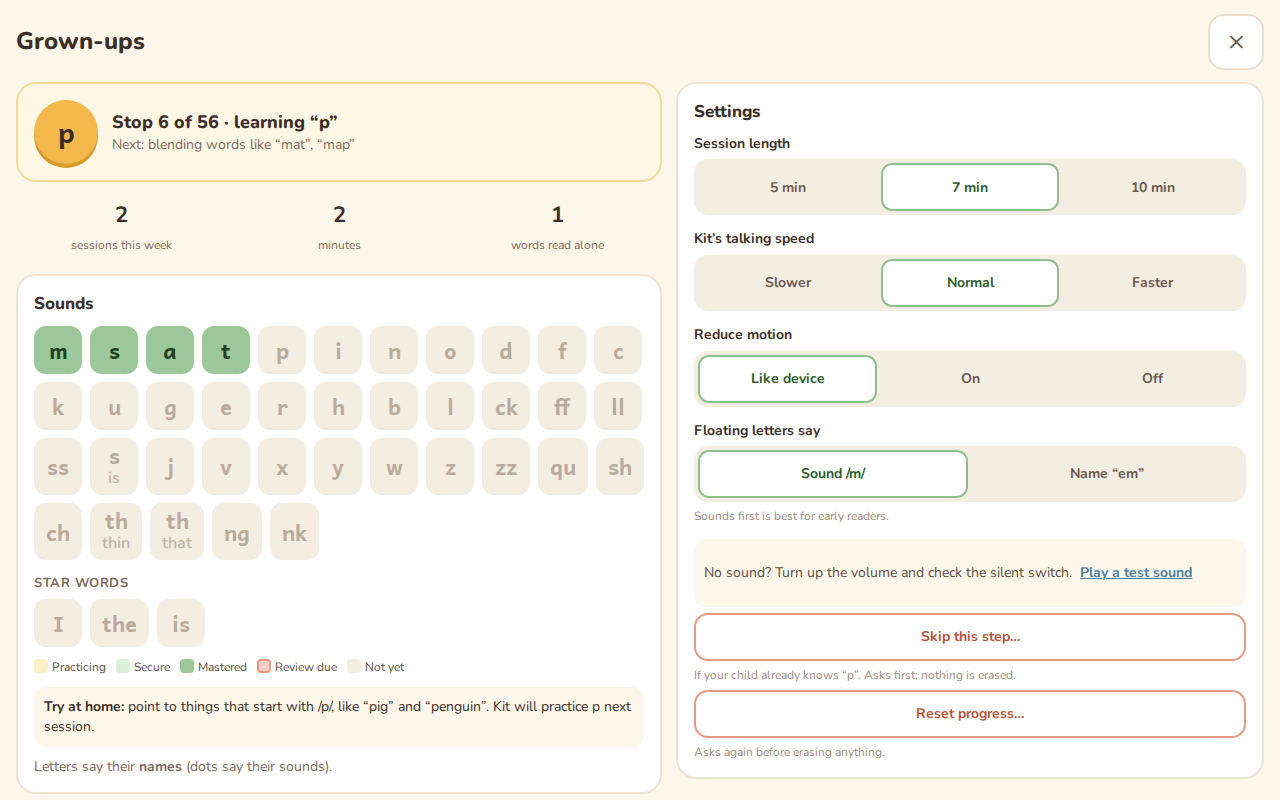 Grown-ups
p
Stop 6 of 56 · learning “p”
Next: blending words like “mat”, “map”
2
sessions this week
2
minutes
1
words read alone
Sounds
m s a t p i n o d f c
k u g e r h b l ck ff ll
ss s is j v x y w z zz qu sh
ch th thin th that ng nk
STAR WORDS
I the is
Practicing Secure Mastered Review due Not yet
Try at home: point to things that start with /p/, like “pig” and “penguin”. Kit will practice p next
session.
Letters say their names (dots say their sounds).
Settings
Session length
5 min 7 min 10 min
Kit’s talking speed
Slower Normal Faster
Reduce motion
Like device On Off
Floating letters say
Sound /m/ Name “em”
Sounds first is best for early readers.
No sound? Turn up the volume and check the silent switch. Play a test sound
Skip this step…
If your child already knows “p”. Asks first; nothing is erased.
Reset progress…
Asks again before erasing anything.